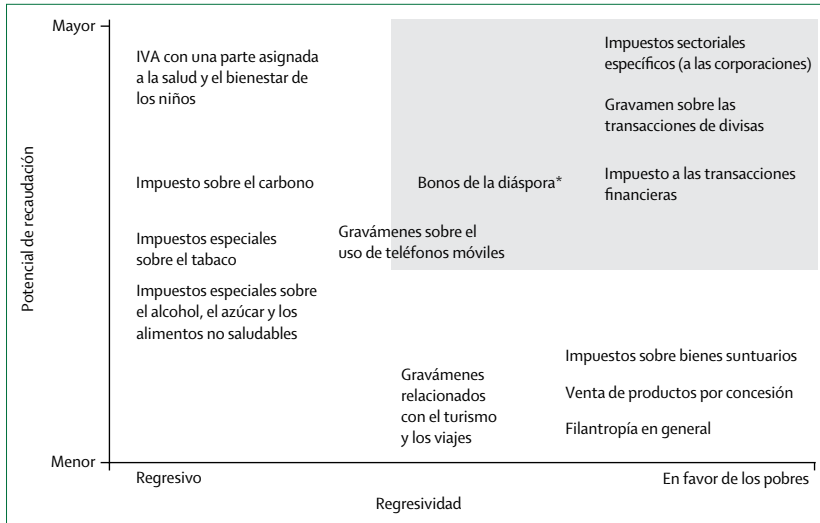 Mayor
IVA con una parte asignada
a la salud y el bienestar de
los niños
Impuestos sectoriales
específicos (a las corporaciones)
Gravamen sobre las
transacciones de divisas
Impuesto sobre el carbono
Bonos de la diáspora*
Impuesto a las transacciones
financieras
Impuestos especiales
sobre el tabaco
Gravámenes sobre el
uso de teléfonos móviles
Impuestos especiales sobre
el alcohol, el azúcar y los
alimentos no saludables
Gravámenes
relacionados
con el turismo
y los viajes
Impuestos sobre bienes suntuarios
Venta de productos por concesión
Filantropía en general
Potencial de recaudación
Menor
Regresivo
En favor de los pobres
Regresividad